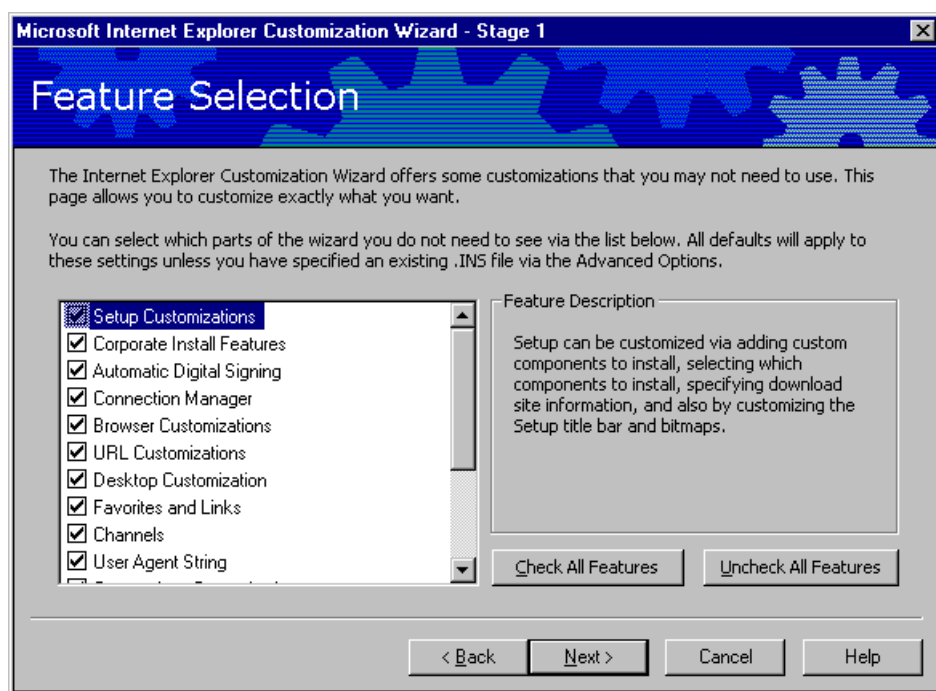 Microsoft Internet Explorer Customization Wizard - Stage 1
Feature Selection
The Internet Explorer Customization Wizard offers some customizations that you may not need to use. This
page allows you to customize exactly what you want.
You can select which parts of the wizard you do not need to see via the list below. All defaults will apply to
these settings unless you have specified an existing .INS file via the Advanced Options.
Setup Customizations
Corporate Install Features
Automatic Digital Signing
Connection Manager
Browser Customizations
URL Customizations
Desktop Customization
Favorites and Links
Channels
User Agent String
Feature Description
Setup can be customized via adding custom
components to install, selecting which
components to install, specifying download
site information, and also by customizing the
Setup title bar and bitmaps.
Check All Features
Uncheck All Features
< Back
Next >
Cancel
Help